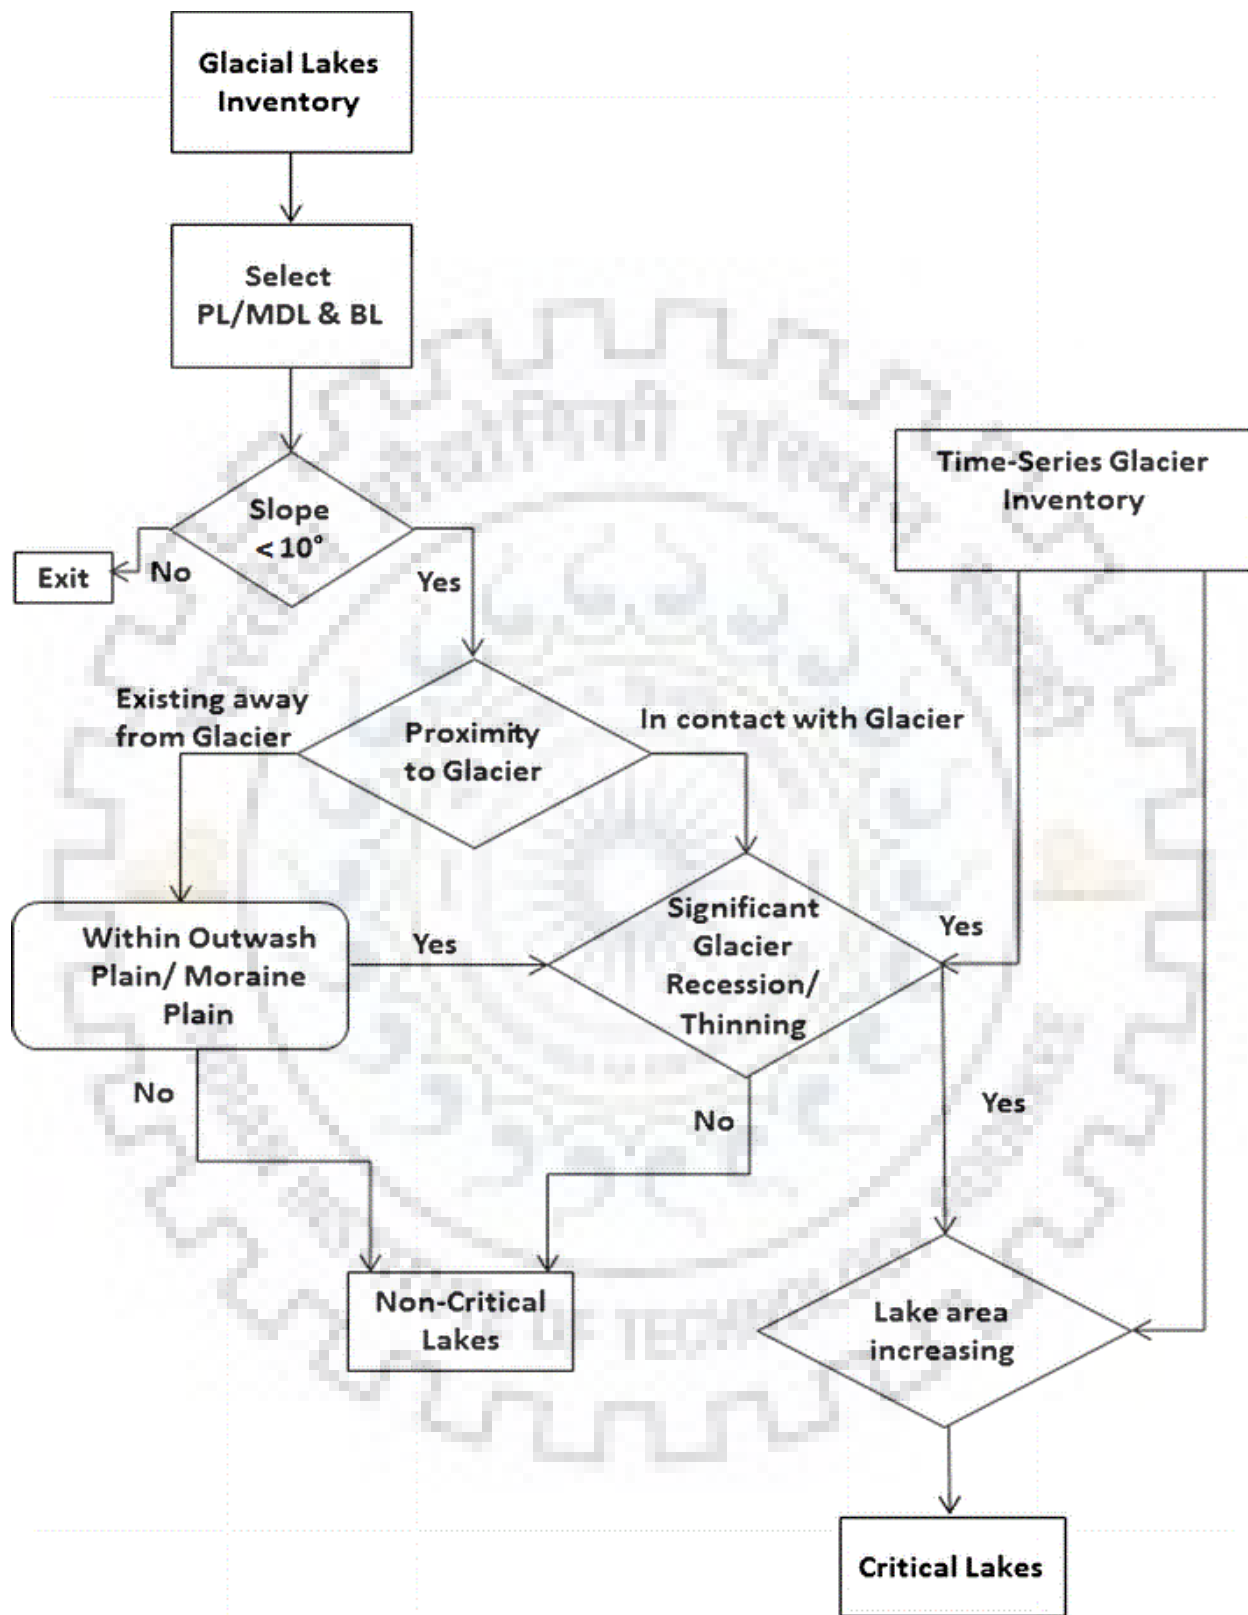 Glacial Lakes
Inventory
Select
PL/MDL & BL
Slope
< 10°
No
Exit
Yes
Time-Series Glacier
Inventory
Existing away
from Glacier
Proximity
to Glacier
In contact with Glacier
Within Outwash
Plain/ Moraine
Plain
Yes
Significant
Glacier
Recession/
Thinning
Yes
No
No
Yes
Non-Critical
Lakes
Lake area
increasing
Critical Lakes